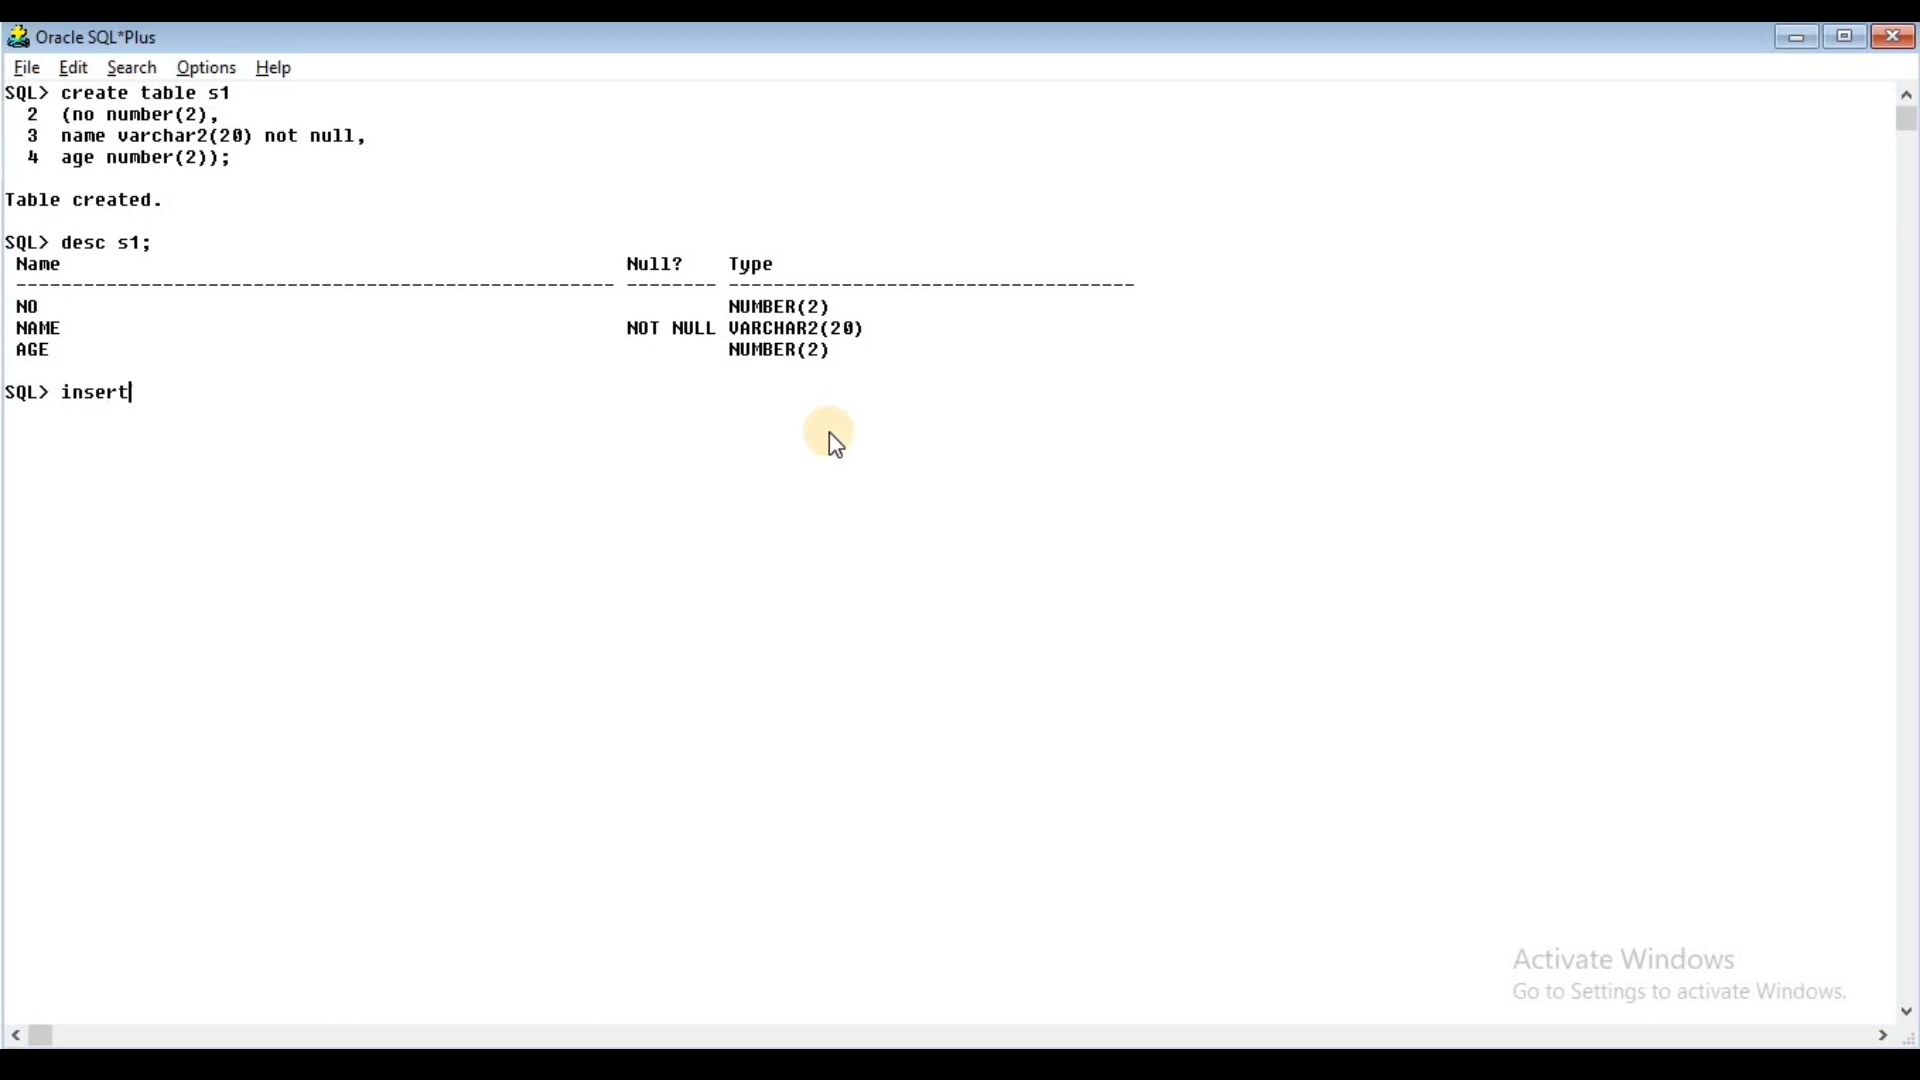 Oracle SQL*Plus
File Edit Search Options Help
SQL> create table s1
2 (no number(2),
3 name varchar2(20) not null,
4 age number(2));
Table created.
SQL> desc s1;
Name Null? Type
----------------------------------------------------- -------- ------------------------------------
NO NUMBER(2)
NAME NOT NULL VARCHAR2(20)
AGE NUMBER(2)
SQL> insert
Activate Windows
Go to Settings to activate Windows.